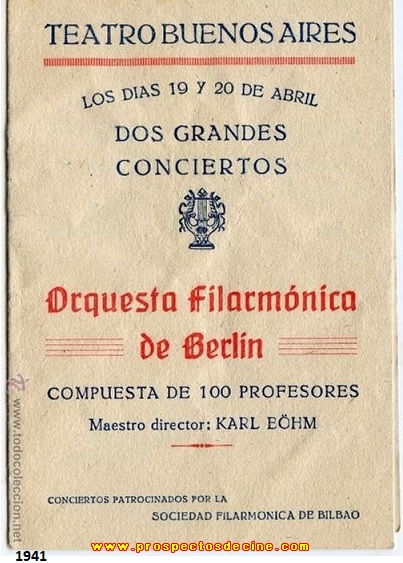 TEATRO BUENOS AIRES
LOS DIAS 19 Y 20 DE ABRIL
DOS GRANDES
CONCIERTOS
Orquesta Filarmónica
de Berlín
COMPUESTA DE 100 PROFESORES
Maestro director: KARL EÖHM
CONCIERTOS PATROCINADOS POR LA
SOCIEDAD FILARMONICA DE BILBAO
www.todocoleccion.net
1941
www.prospectosdecine.com